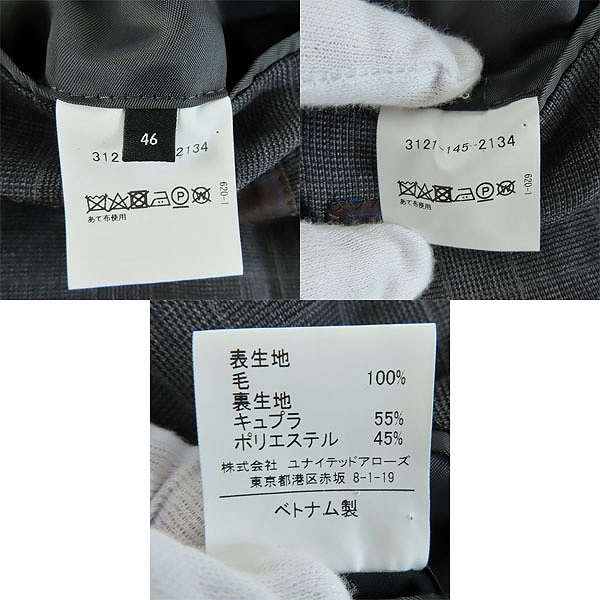 46
312 2134
あて布使用
620-I
3121-145-2134
あて布使用
620-I
表生地
毛 100%
裏生地
キュプラ 55%
ポリエステル 45%
株式会社 ユナイテッドアローズ
東京都港区赤坂 8-1-19
ベトナム製